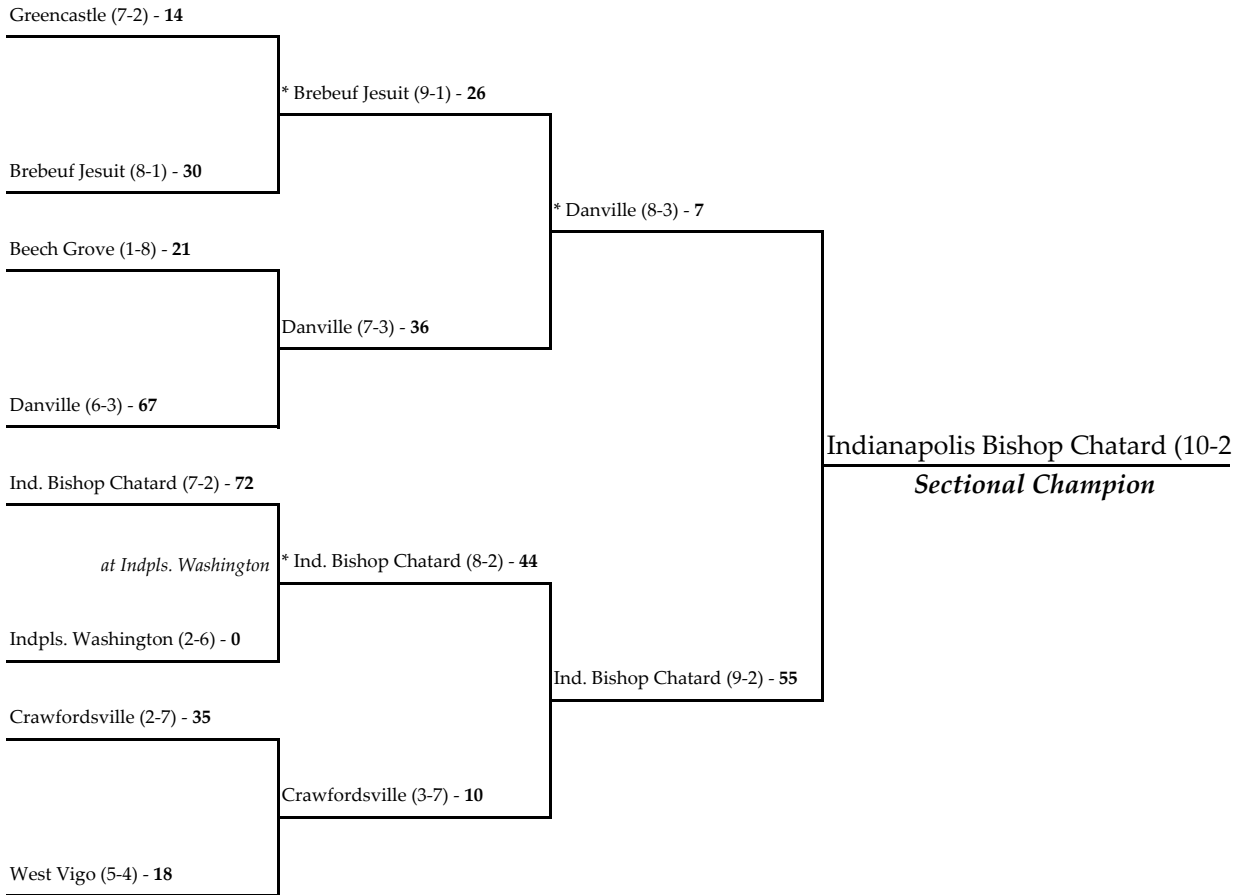 Greencastle (7-2) - 14
* Brebeuf Jesuit (9-1) - 26
Brebeuf Jesuit (8-1) - 30
* Danville (8-3) - 7
Beech Grove (1-8) - 21
Danville (7-3) - 36
Danville (6-3) - 67
Indianapolis Bishop Chatard (10-2
Sectional Champion
Ind. Bishop Chatard (7-2) - 72
at Indpls. Washington
* Ind. Bishop Chatard (8-2) - 44
Indpls. Washington (2-6) - 0
Ind. Bishop Chatard (9-2) - 55
Crawfordsville (2-7) - 35
Crawfordsville (3-7) - 10
West Vigo (5-4) - 18